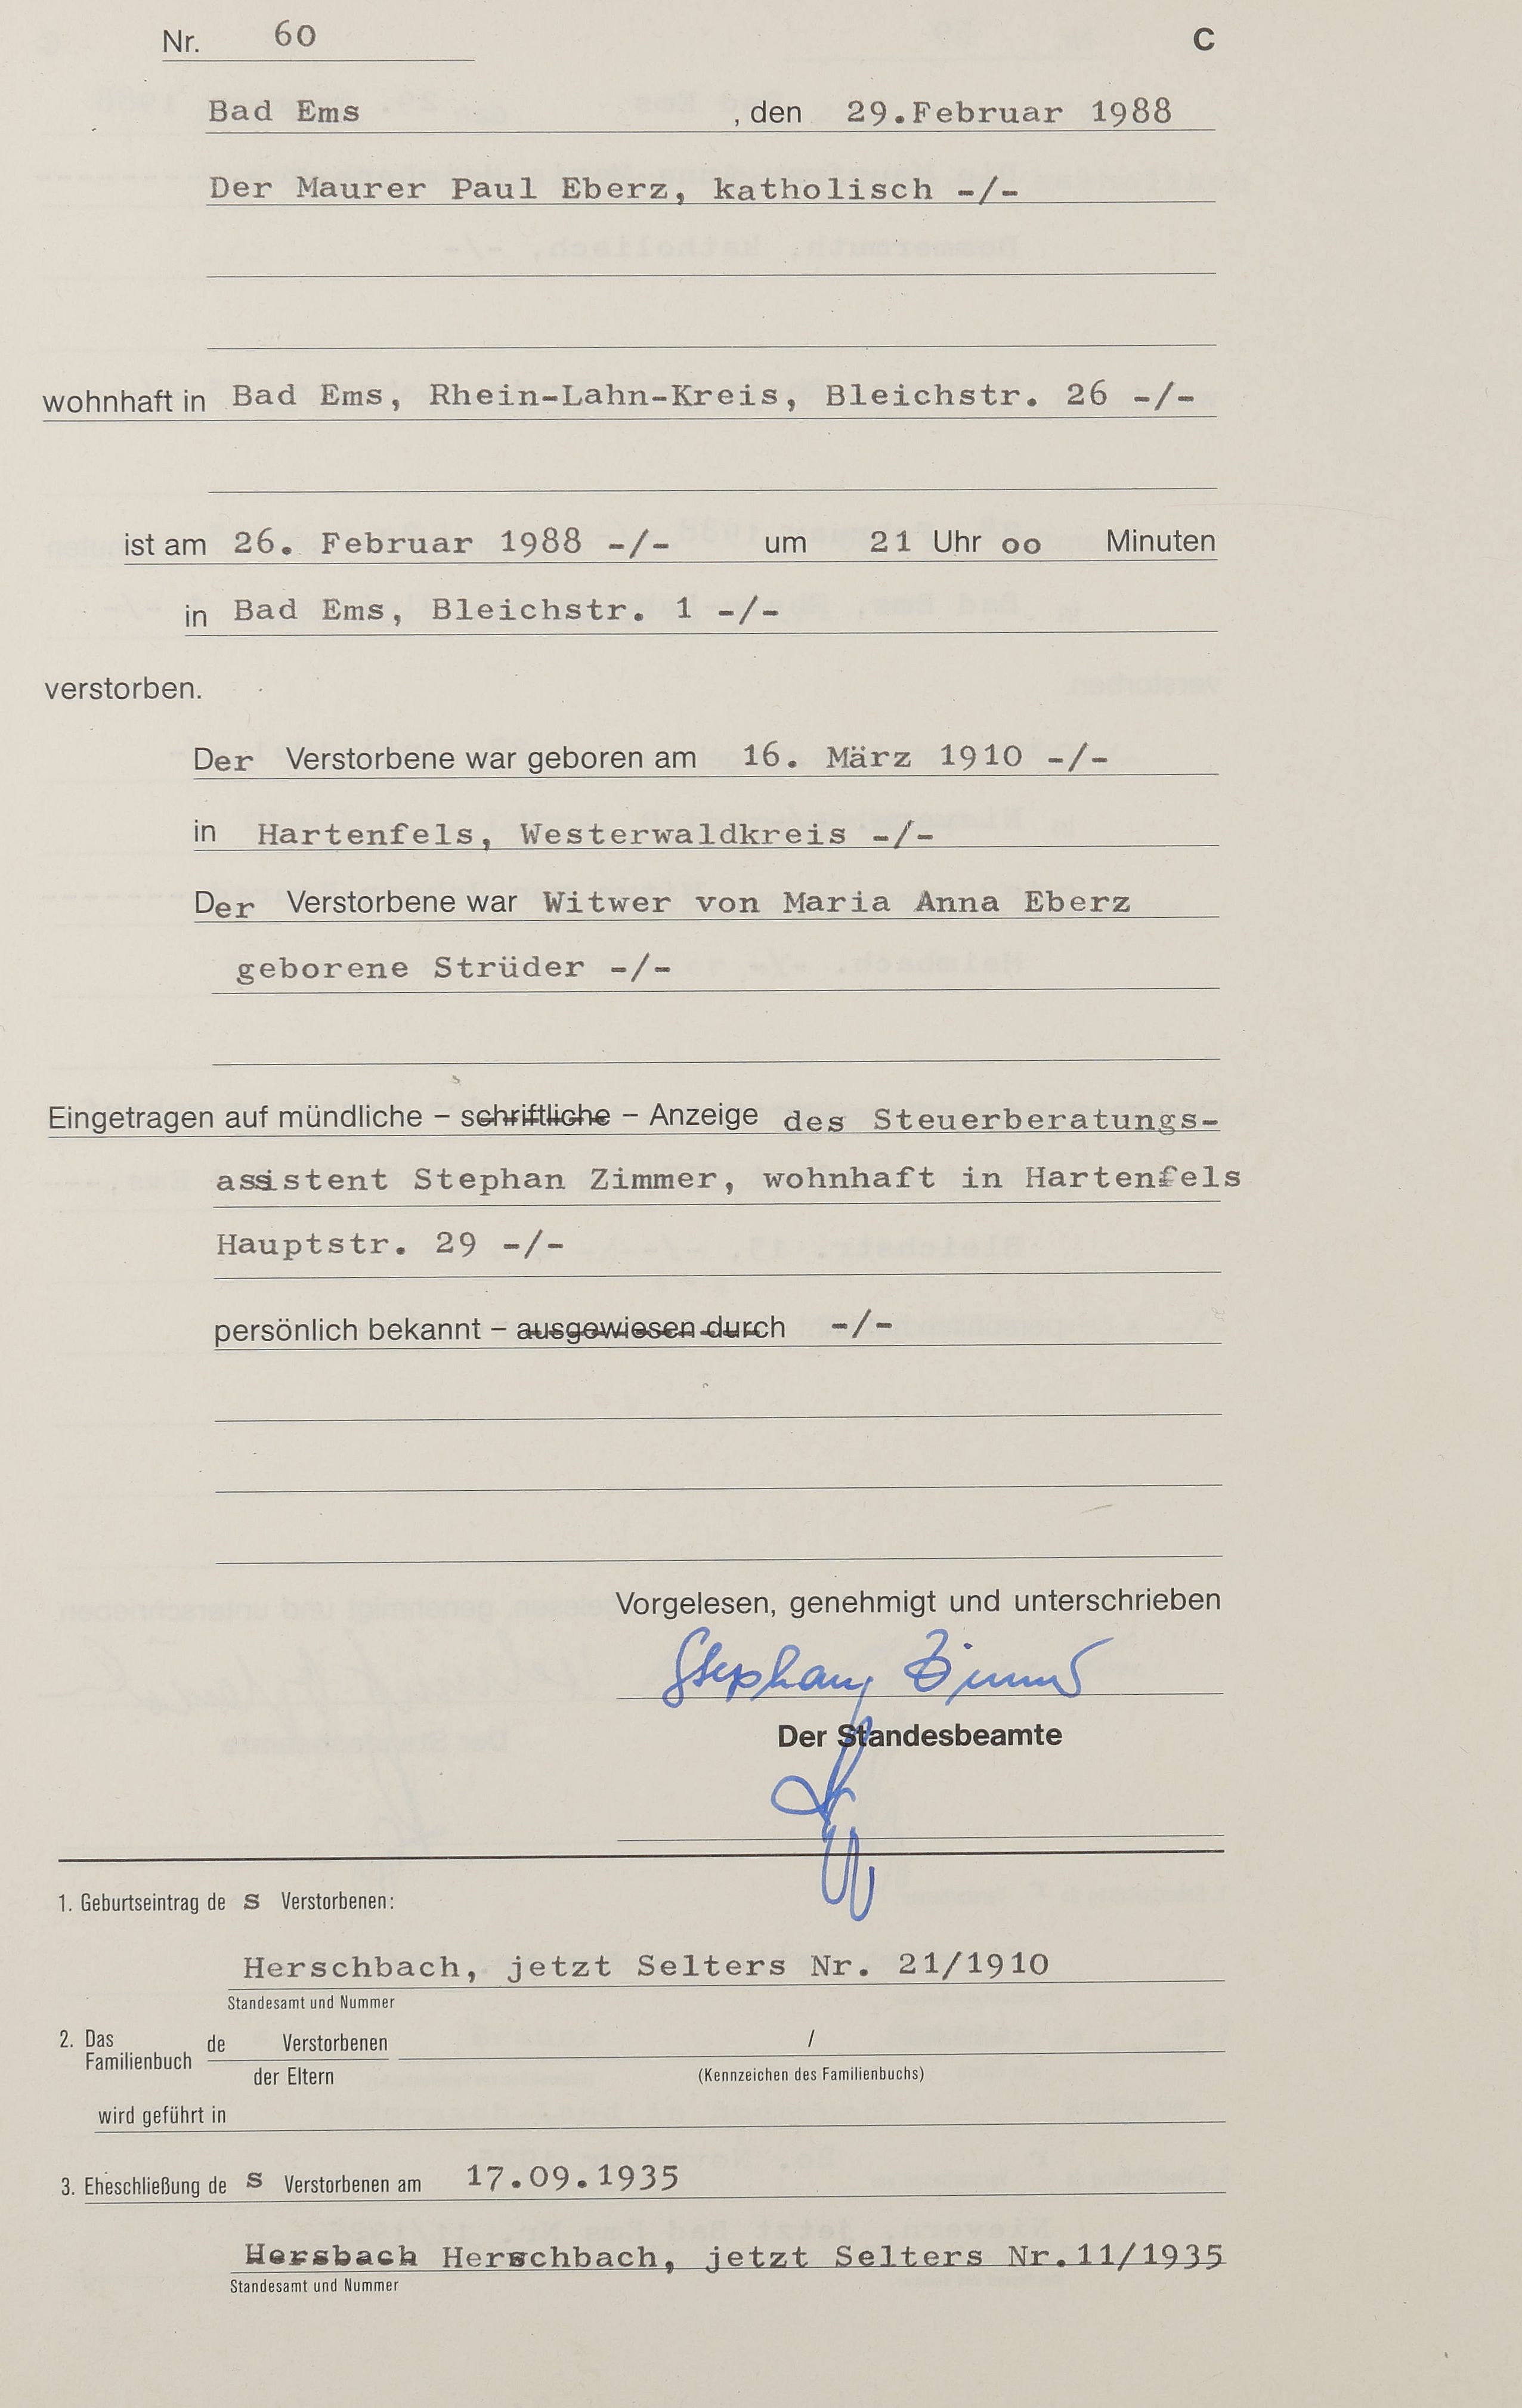 Nr. 60 C
Bad Ems , den 29.Februar 1988
Der Maurer Paul Eberz, katholisch -/-
wohnhaft in Bad Ems, Rhein-Lahn-Kreis, Bleichstr. 26 -/-
ist am 26. Februar 1988 -/- um 21 Uhr oo Minuten
in Bad Ems, Bleichstr. 1 -/-
verstorben.
Der Verstorbene war geboren am 16. März 1910 -/-
in Hartenfels, Westerwaldkreis -/-
Der Verstorbene war Witwer von Maria Anna Eberz
geborene Strüder -/-
Eingetragen auf mündliche – schriftliche – Anzeige des Steuerberatungs-
assistent Stephan Zimmer, wohnhaft in Hartenfels
Hauptstr. 29 -/-
persönlich bekannt – ausgewiesen durch -/-
Vorgelesen, genehmigt und unterschrieben
Stephan Zimmer
Der Standesbeamte
1. Geburtseintrag de s Verstorbenen:
Herschbach, jetzt Selters Nr. 21/1910
Standesamt und Nummer
2. Das Familienbuch de Verstorbenen /
der Eltern (Kennzeichen des Familienbuchs)
wird geführt in
3. Eheschließung de s Verstorbenen am 17.09.1935
Hersbach Herschbach, jetzt Selters Nr.11/1935
Standesamt und Nummer